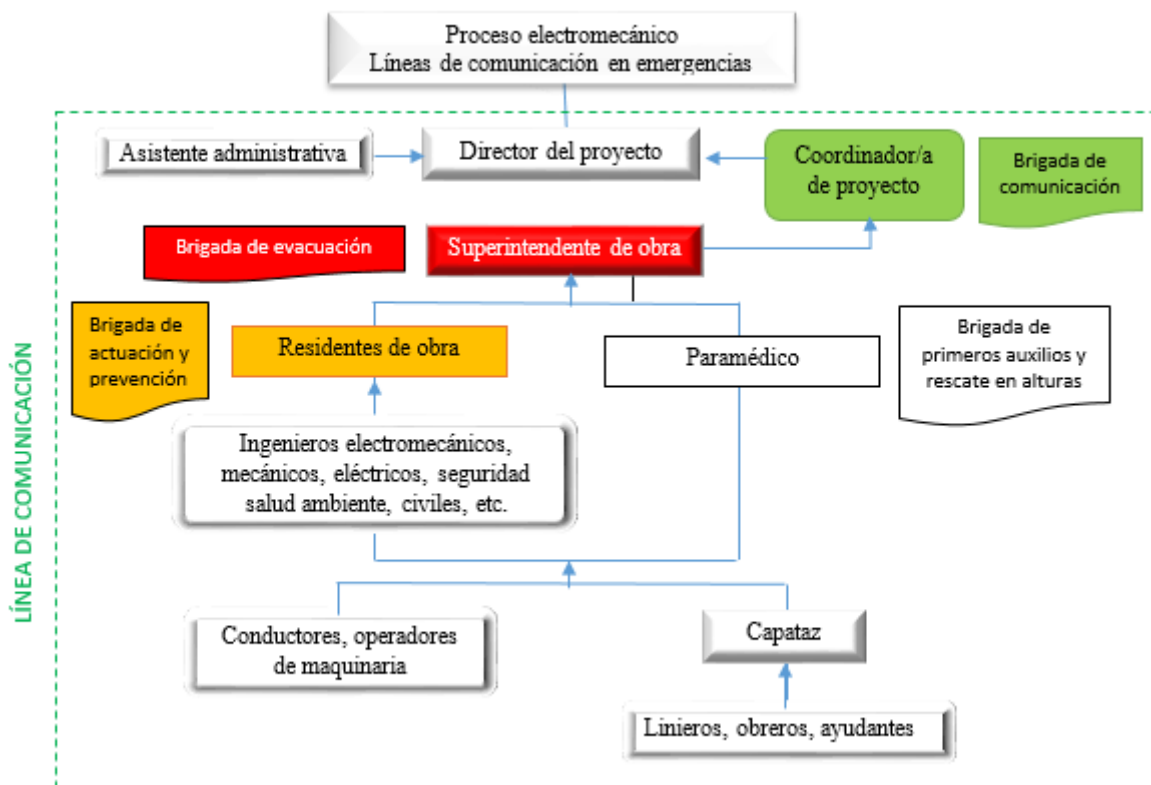 Proceso electromecánico
Líneas de comunicación en emergencias
Asistente administrativa
Director del proyecto
Coordinador/a
de proyecto
Brigada de
comunicación
Brigada de evacuación
Superintendente de obra
Brigada de
actuación y
prevención
Residentes de obra
Paramédico
Brigada de
primeros auxilios y
rescate en alturas
Ingenieros electromecánicos,
mecánicos, eléctricos, seguridad
salud ambiente, civiles, etc.
LÍNEA DE COMUNICACIÓN
Conductores, operadores
de maquinaria
Capataz
Linieros, obreros, ayudantes